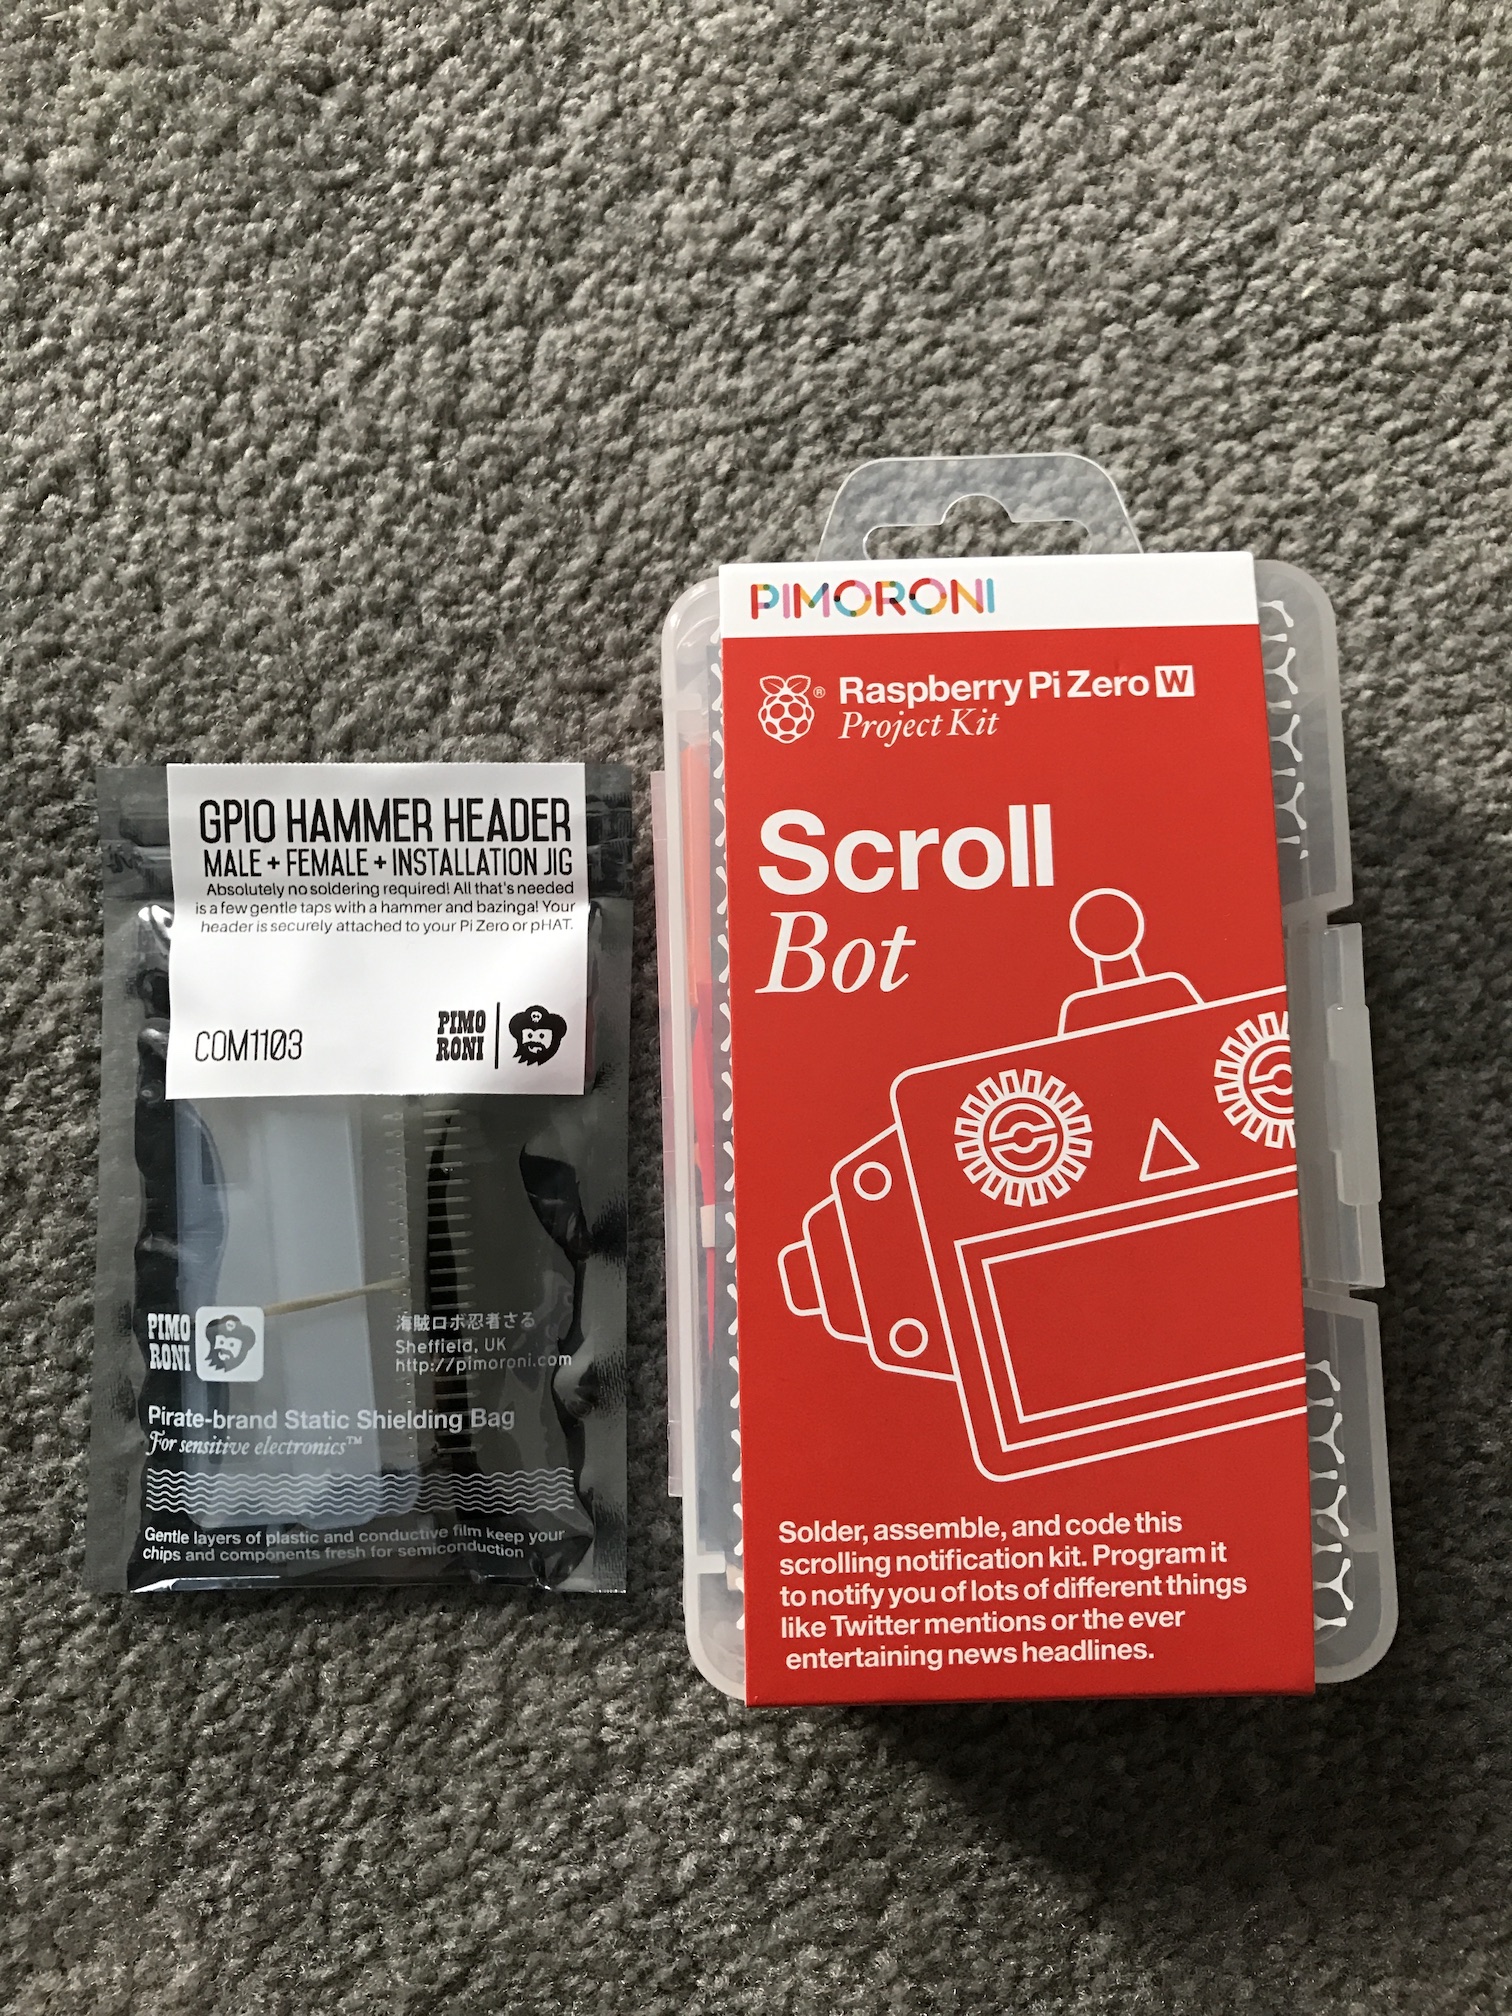 GPIO HAMMER HEADER
MALE + FEMALE + INSTALLATION JIG
Absolutely no soldering required! All that's needed
is a few gentle taps with a hammer and bazinga! Your
header is securely attached to your Pi Zero or pHAT.
COM1103
PIMO
RONI
PIMO
RONI
海賊ロボ忍者さる
Sheffield, UK
http://pimoroni.com
Pirate-brand Static Shielding Bag
For sensitive electronics™
Gentle layers of plastic and conductive film keep your
chips and components fresh for semiconduction
PIMORONI
® Raspberry Pi Zero W
Project Kit
Scroll
Bot
Solder, assemble, and code this
scrolling notification kit. Program it
to notify you of lots of different things
like Twitter mentions or the ever
entertaining news headlines.